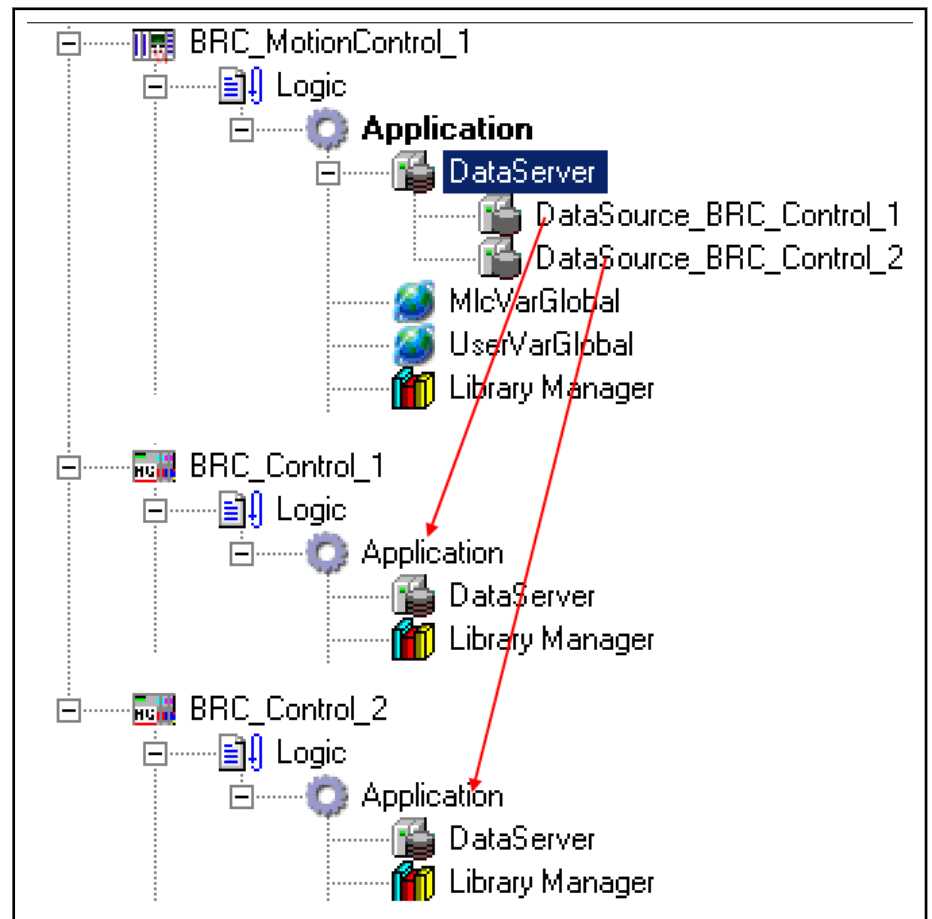 BRC_MotionControl_1
Logic
Application
DataServer
DataSource_BRC_Control_1
DataSource_BRC_Control_2
MlcVarGlobal
UserVarGlobal
Library Manager
BRC_Control_1
Logic
Application
DataServer
Library Manager
BRC_Control_2
Logic
Application
DataServer
Library Manager